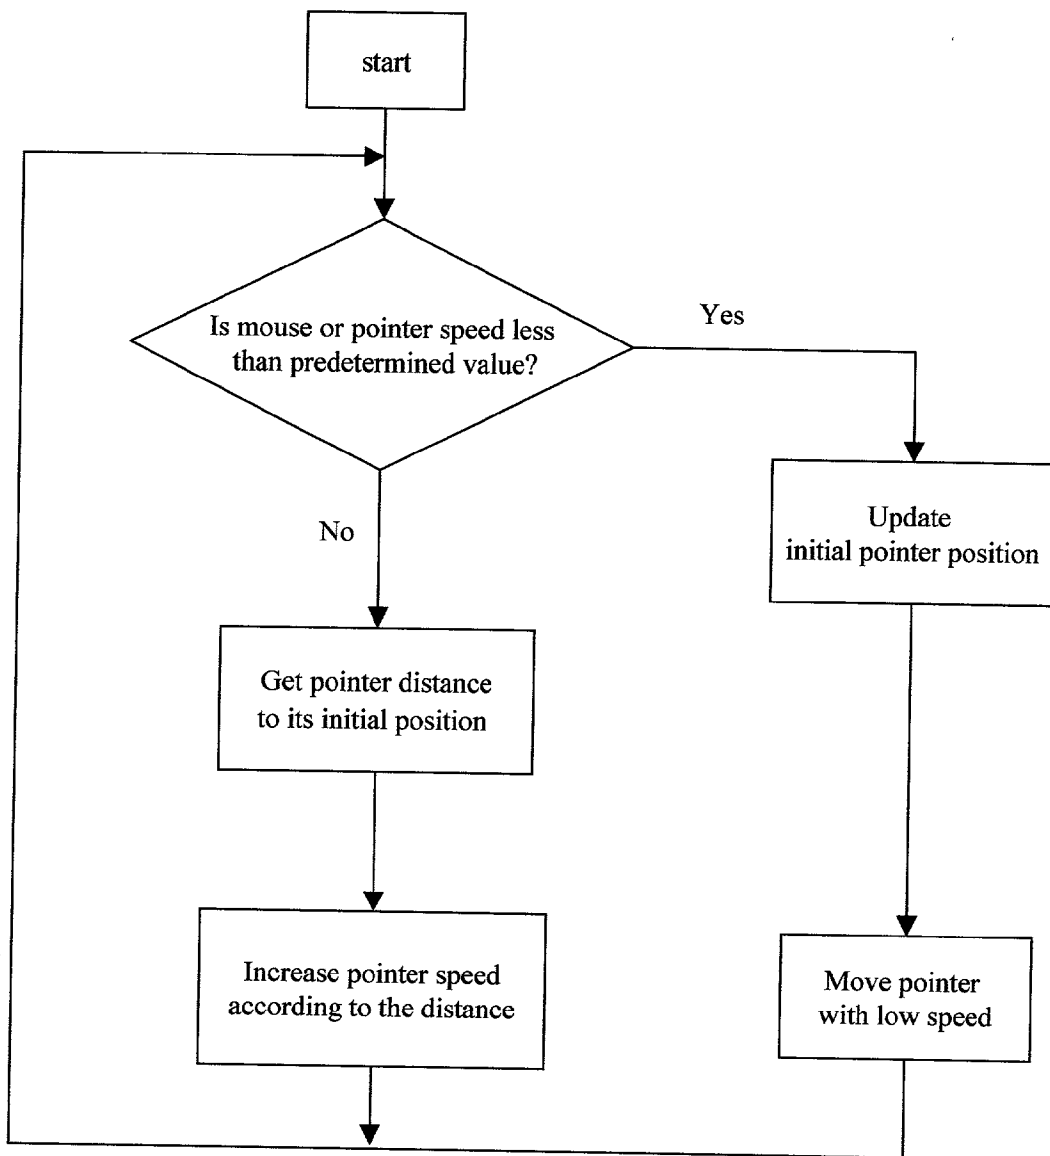 start
Is mouse or pointer speed less
than predetermined value?
Yes
No
Update
initial pointer position
Get pointer distance
to its initial position
Increase pointer speed
according to the distance
Move pointer
with low speed